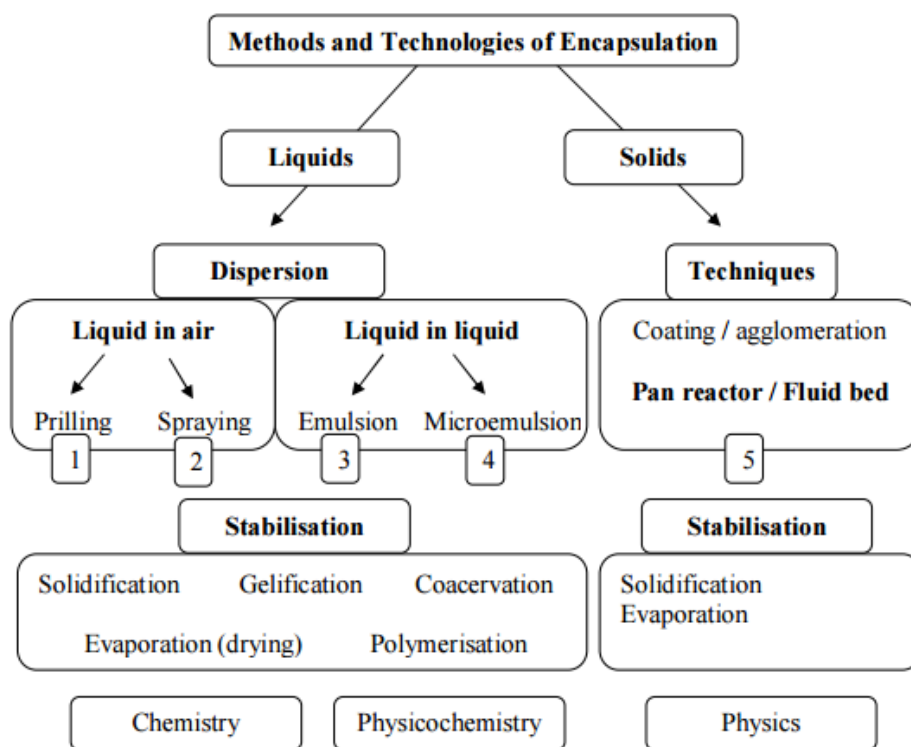 Methods and Technologies of Encapsulation
Liquids
Solids
Dispersion
Techniques
Liquid in air
Liquid in liquid
Coating / agglomeration
Pan reactor / Fluid bed
Prilling
Spraying
Emulsion
Microemulsion
1
2
3
4
5
Stabilisation
Stabilisation
Solidification Gelification Coacervation
Evaporation (drying) Polymerisation
Solidification
Evaporation
Chemistry
Physicochemistry
Physics